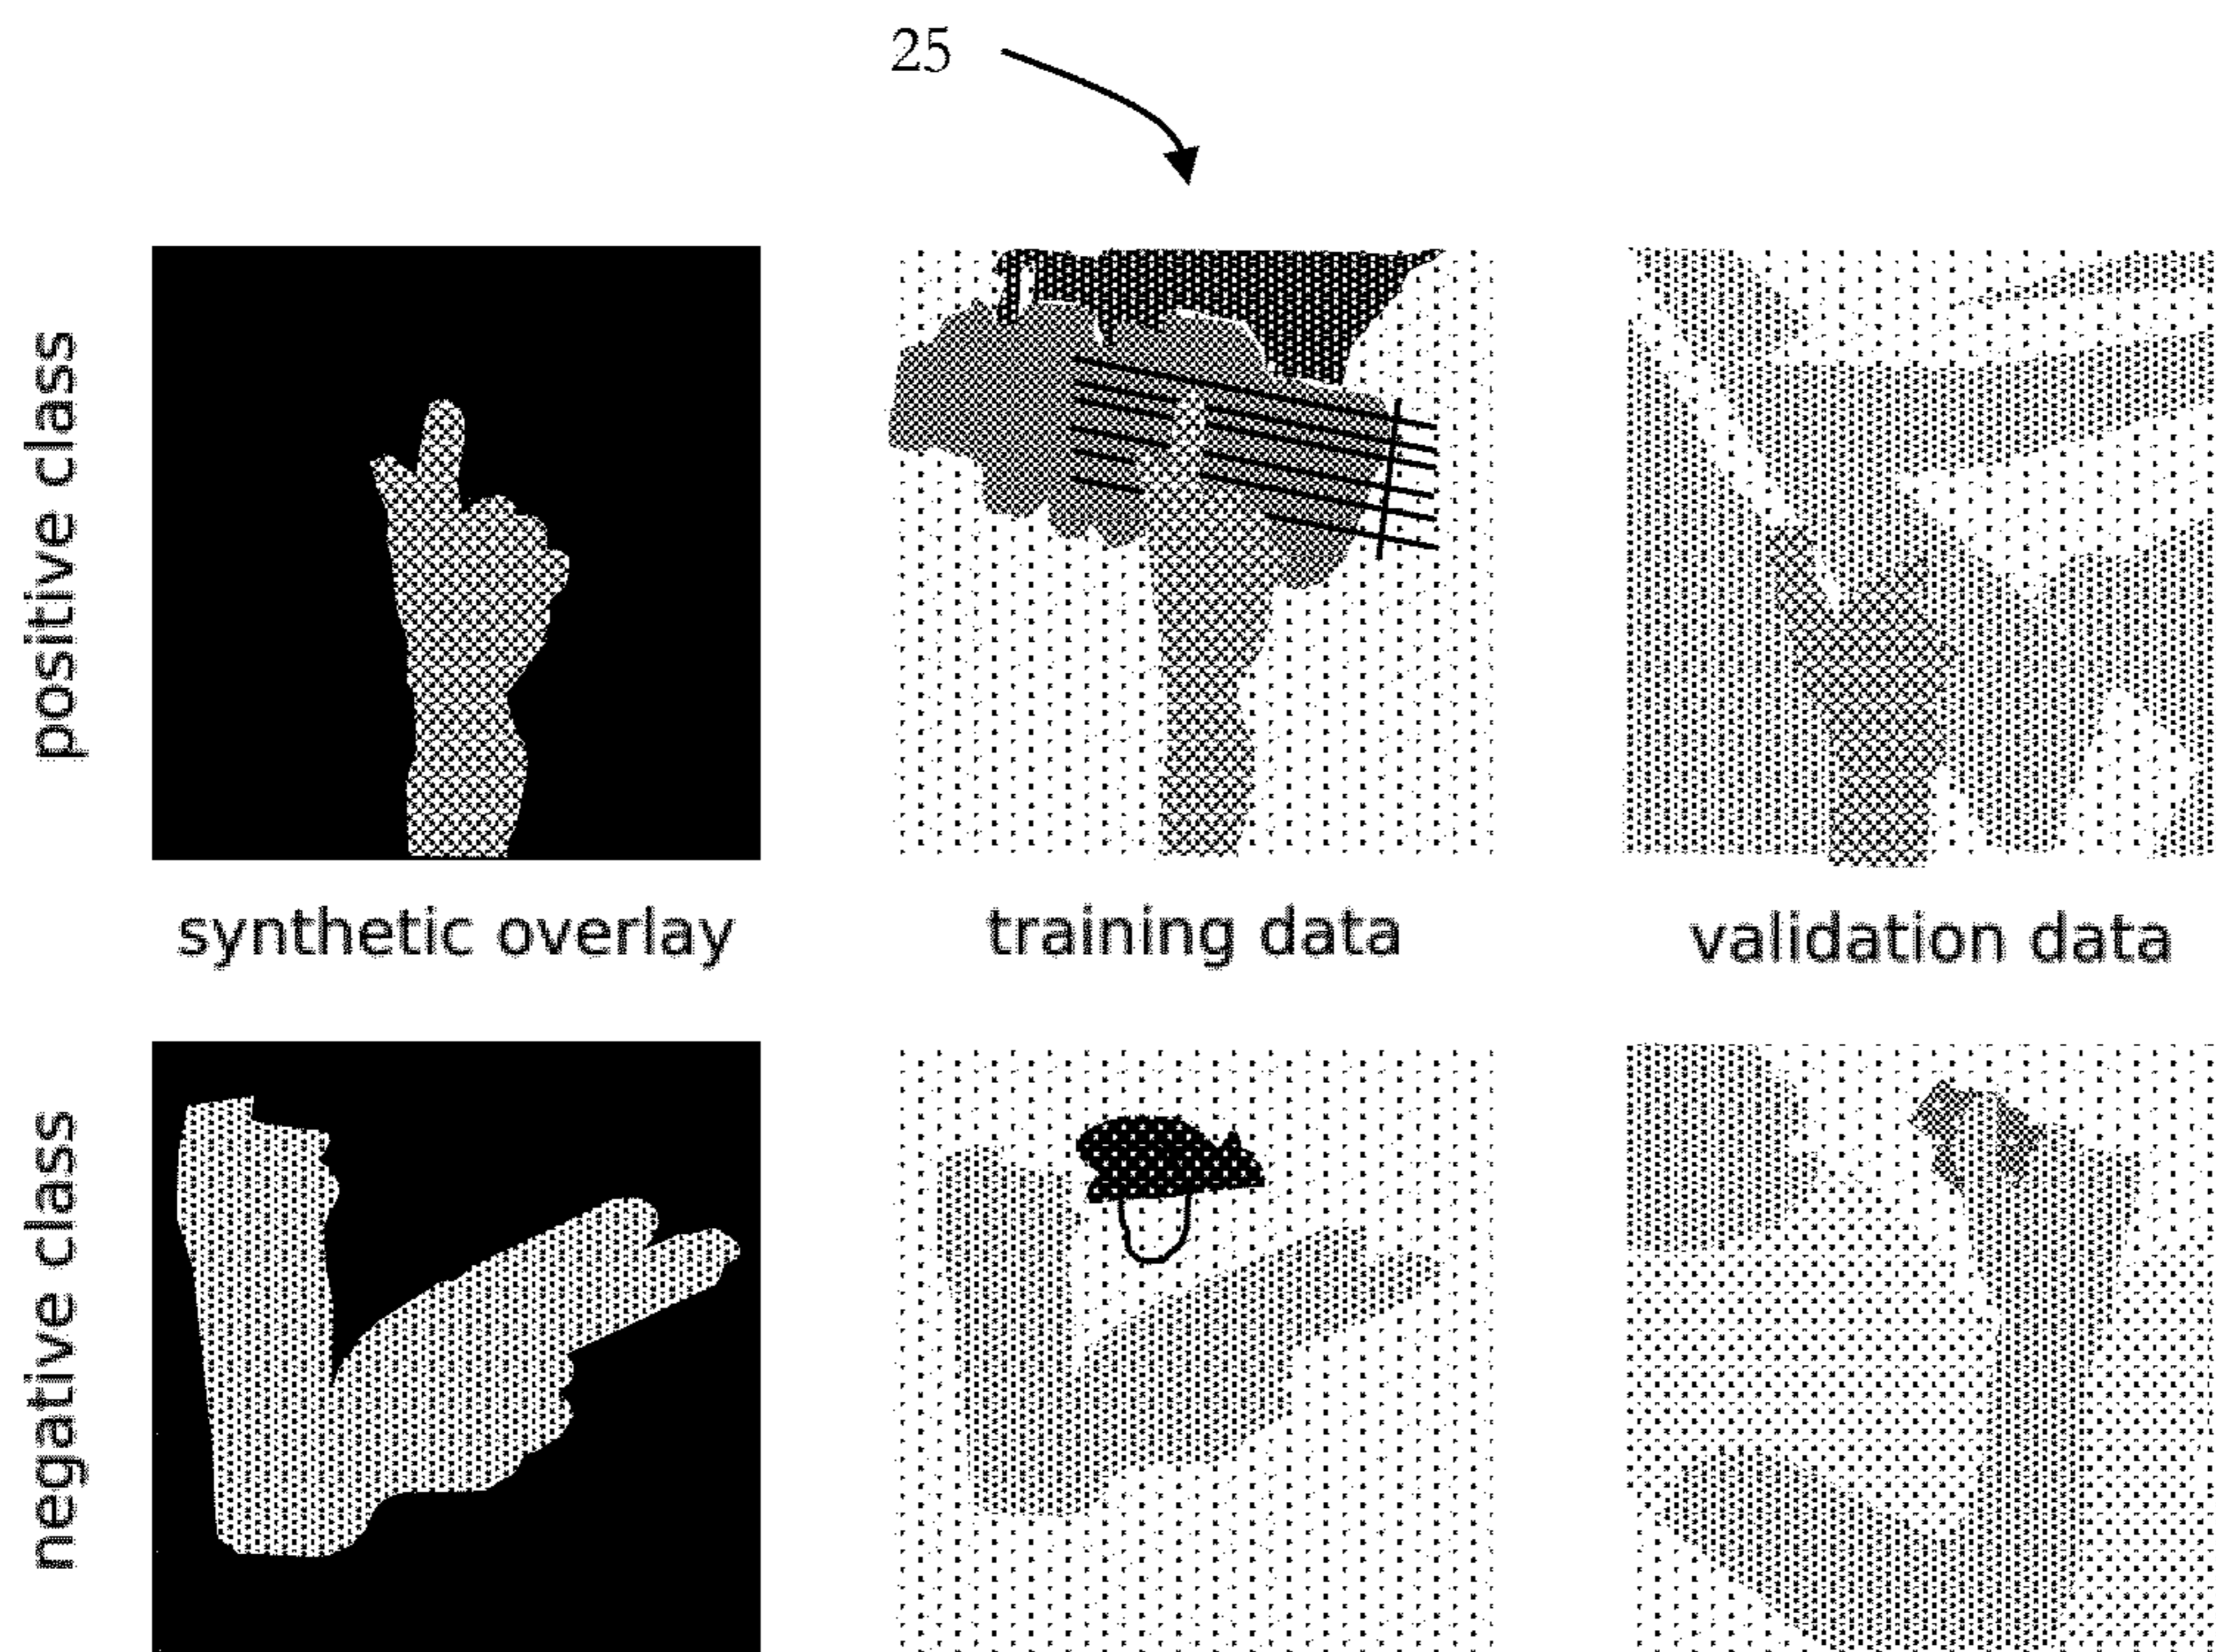 25
positive class
synthetic overlay
training data
validation data
negative class